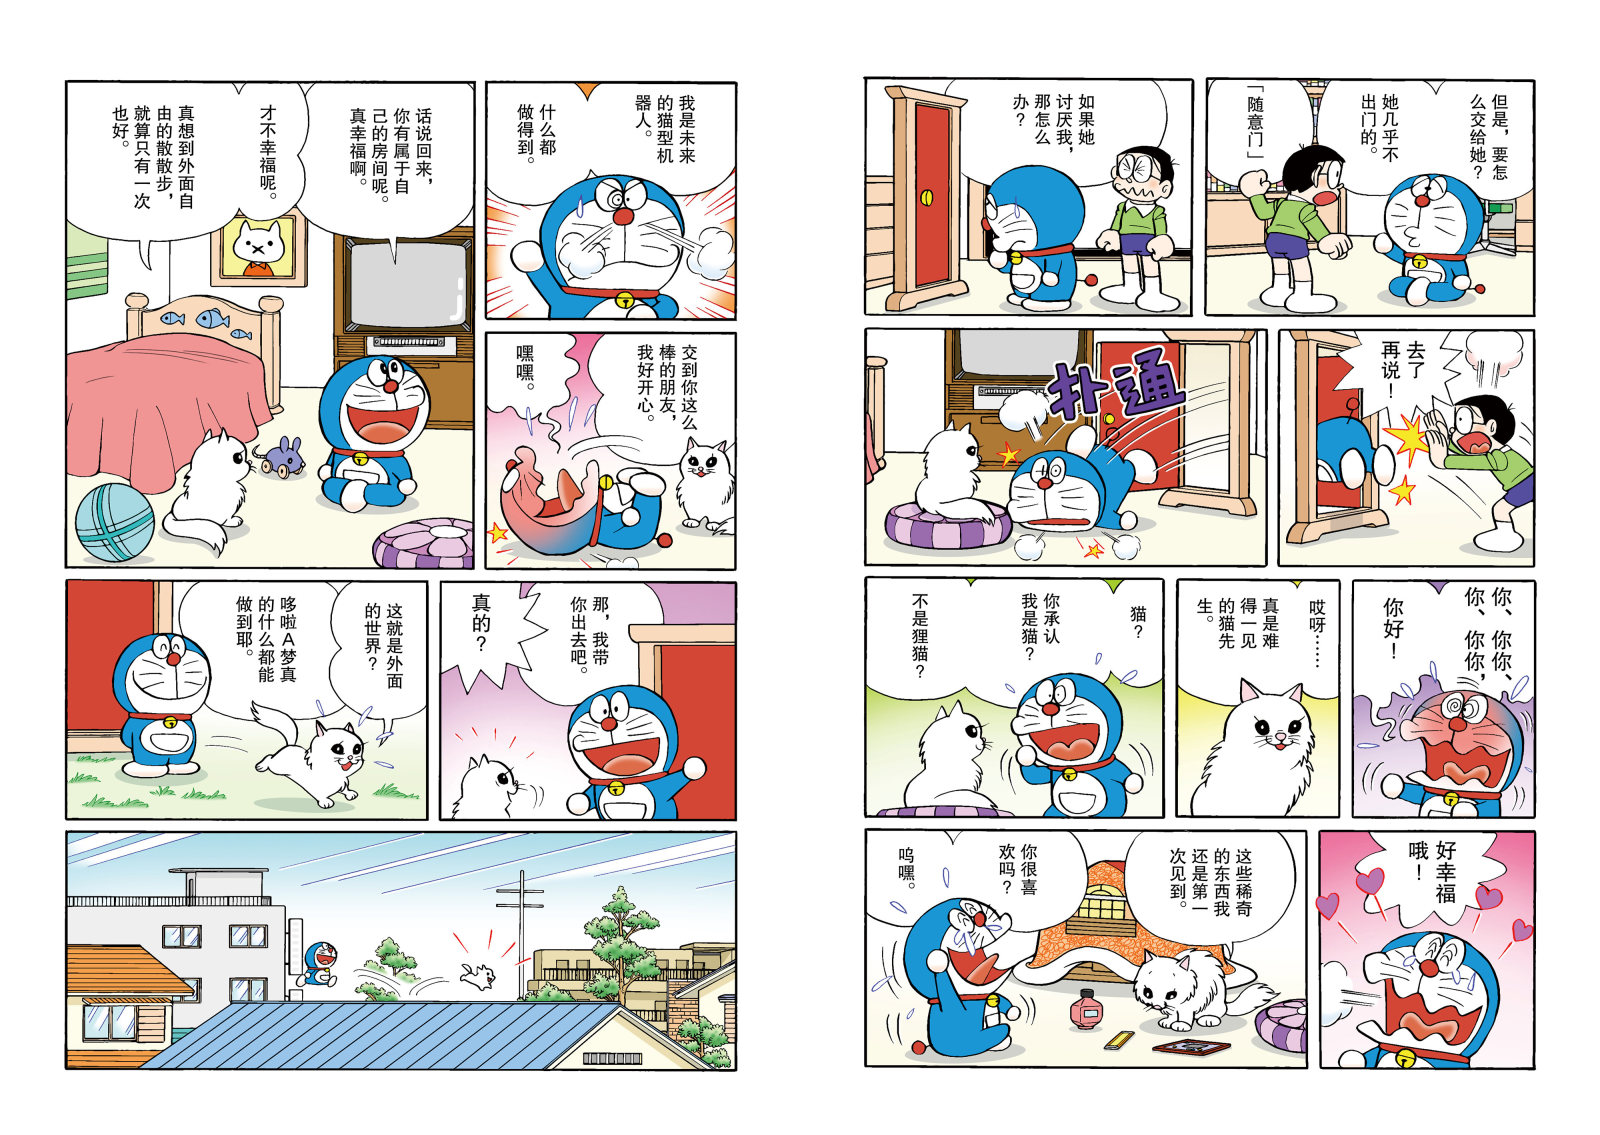 但是，要怎
么交给她？
她几乎不
出门的。
「随意门」
如果她
讨厌我，
那怎么
办？
去了
再说！
扑通
你、你你、
你、你你，
你好！
哎呀……
真是难
得一见
的猫先
生。
猫？
你承认
我是猫？
不是狸猫？
好幸福
哦！
这些稀奇
的东西我
还是第一
次见到。
你很喜
欢吗？
呜嘿。
我是未来
的猫型机
器人。
什么都
做得到。
话说回来，
你有属于自
己的房间呢。
真幸福啊。
才不幸福呢。
真想到外面自
由的散散步，
就算只有一次
也好。
交到你这么
棒的朋友，
我好开心。
嘿嘿。
那，我带
你出去吧。
真的？
这就是外面
的世界？
哆啦A梦真
的什么都能
做到耶。